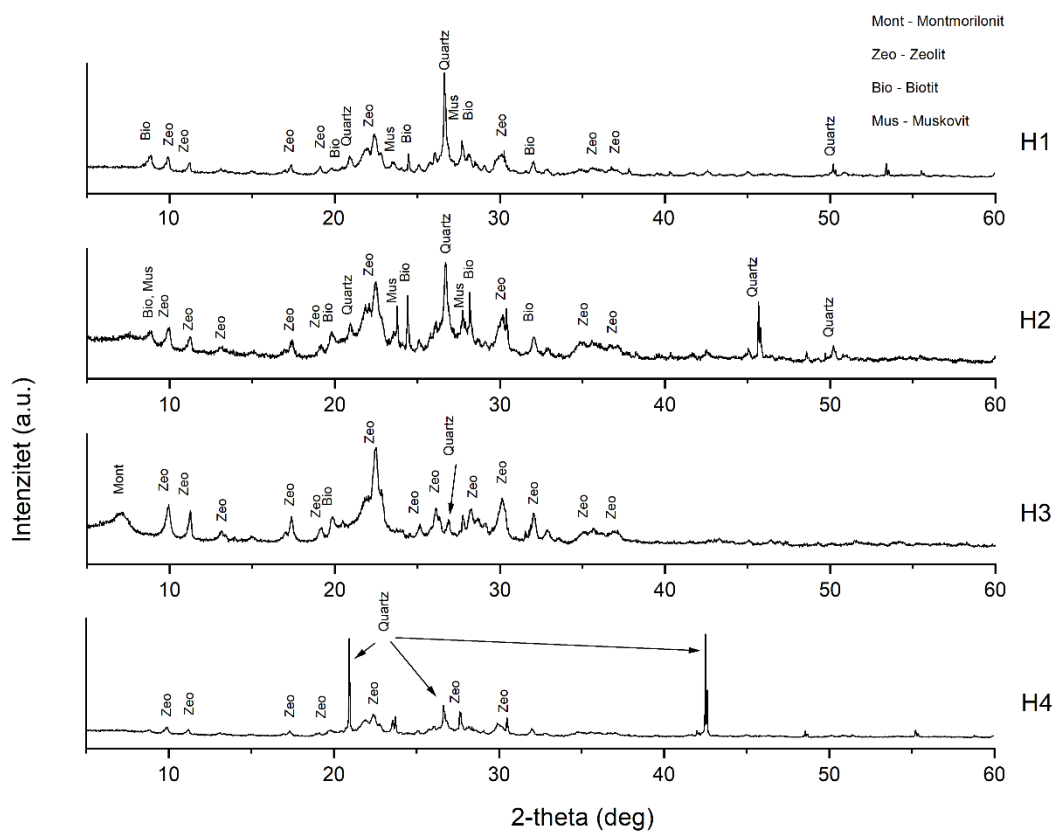 Mont - Montmorilonit
Zeo - Zeolit
Bio - Biotit
Mus - Muskovit
Bio
Zeo
Zeo
Zeo
Zeo
Bio
Quartz
Zeo
Mus
Bio
Quartz
Mus
Bio
Zeo
Bio
Zeo
Zeo
Quartz
H1
10 20 30 40 50 60
Bio, Mus
Zeo
Zeo
Zeo
Zeo
Zeo
Bio
Quartz
Zeo
Mus
Bio
Quartz
Mus
Bio
Zeo
Bio
Zeo
Zeo
Quartz
Quartz
H2
10 20 30 40 50 60
Intenzitet (a.u.)
Mont
Zeo
Zeo
Zeo
Zeo
Zeo
Bio
Zeo
Zeo
Zeo
Quartz
Zeo
Zeo
Zeo
Zeo
Zeo
H3
10 20 30 40 50 60
Zeo
Zeo
Zeo
Zeo
Zeo
Quartz
Zeo
Zeo
H4
10 20 30 40 50 60
2-theta (deg)